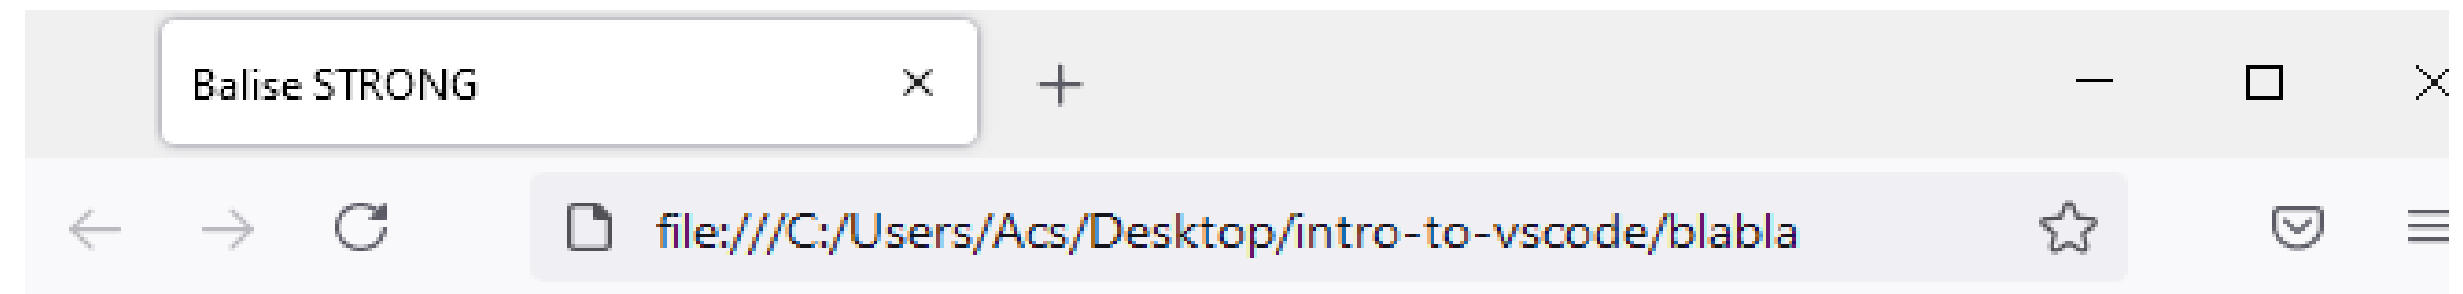 Balise STRONG
file:///C:/Users/Acs/Desktop/intro-to-vscode/blabla